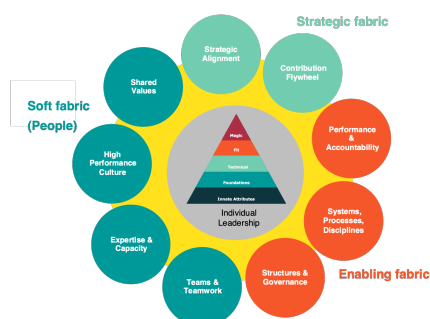 Strategic fabric
Strategic
Alignment
Contribution
Flywheel
Shared
Values
Soft fabric
(People)
Performance
&
Accountability
High
Performance
Culture
Magic
Fit
Technical
Foundations
Innate Attributes
Individual
Leadership
Systems,
Processes,
Disciplines
Expertise &
Capacity
Enabling fabric
Structures &
Governance
Teams &
Teamwork